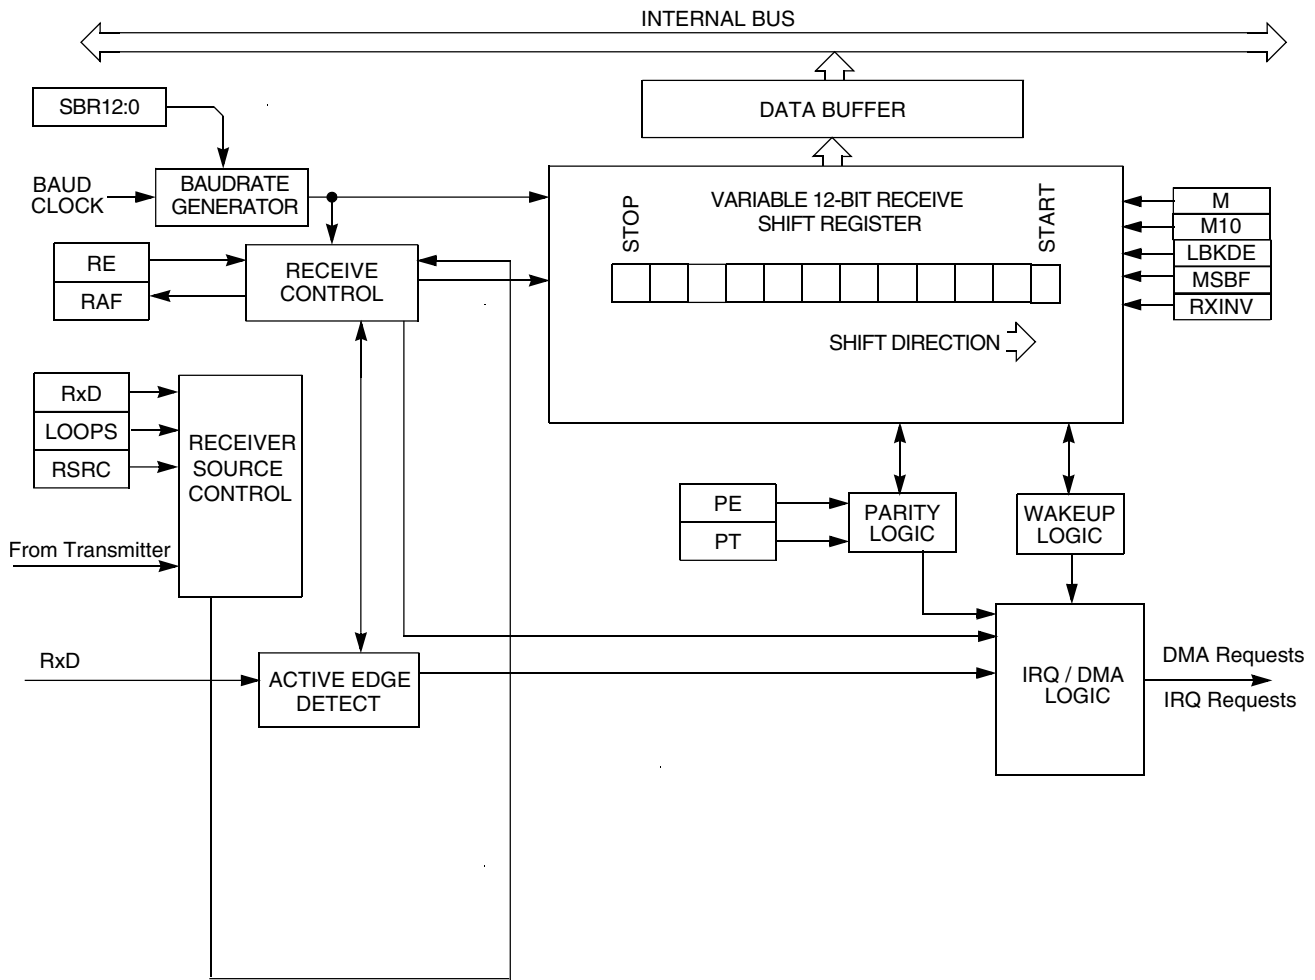 INTERNAL BUS
SBR12:0
DATA BUFFER
BAUD
CLOCK
BAUDRATE
GENERATOR
VARIABLE 12-BIT RECEIVE
SHIFT REGISTER
STOP
START
M
M10
LBKDE
MSBF
RXINV
RE
RAF
RECEIVE
CONTROL
SHIFT DIRECTION
RxD
LOOPS
RSRC
RECEIVER
SOURCE
CONTROL
From Transmitter
PE
PT
PARITY
LOGIC
WAKEUP
LOGIC
RxD
ACTIVE EDGE
DETECT
IRQ / DMA
LOGIC
DMA Requests
IRQ Requests